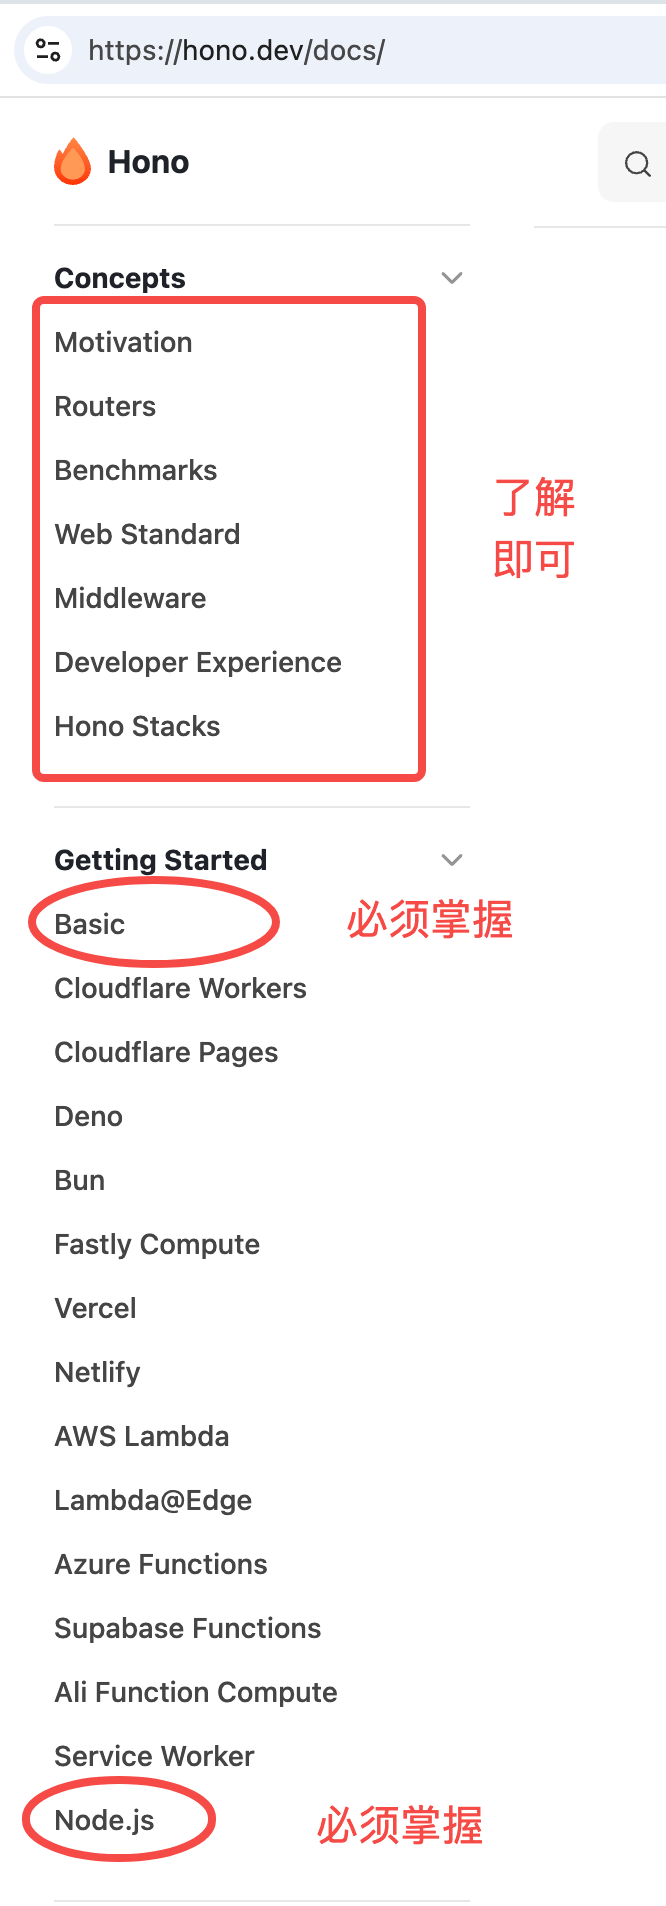 https://hono.dev/docs/
Hono
Concepts
Motivation
Routers
Benchmarks
Web Standard
Middleware
Developer Experience
Hono Stacks
了解
即可
Getting Started
Basic
必须掌握
Cloudflare Workers
Cloudflare Pages
Deno
Bun
Fastly Compute
Vercel
Netlify
AWS Lambda
Lambda@Edge
Azure Functions
Supabase Functions
Ali Function Compute
Service Worker
Node.js
必须掌握